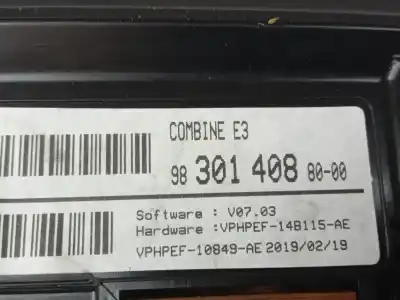 COMBINE E3
98 301 408 80-00
Software : V07.03
Hardware :VPHPEF-14B115-AE
VPHPEF-10849-AE 2019/02/19